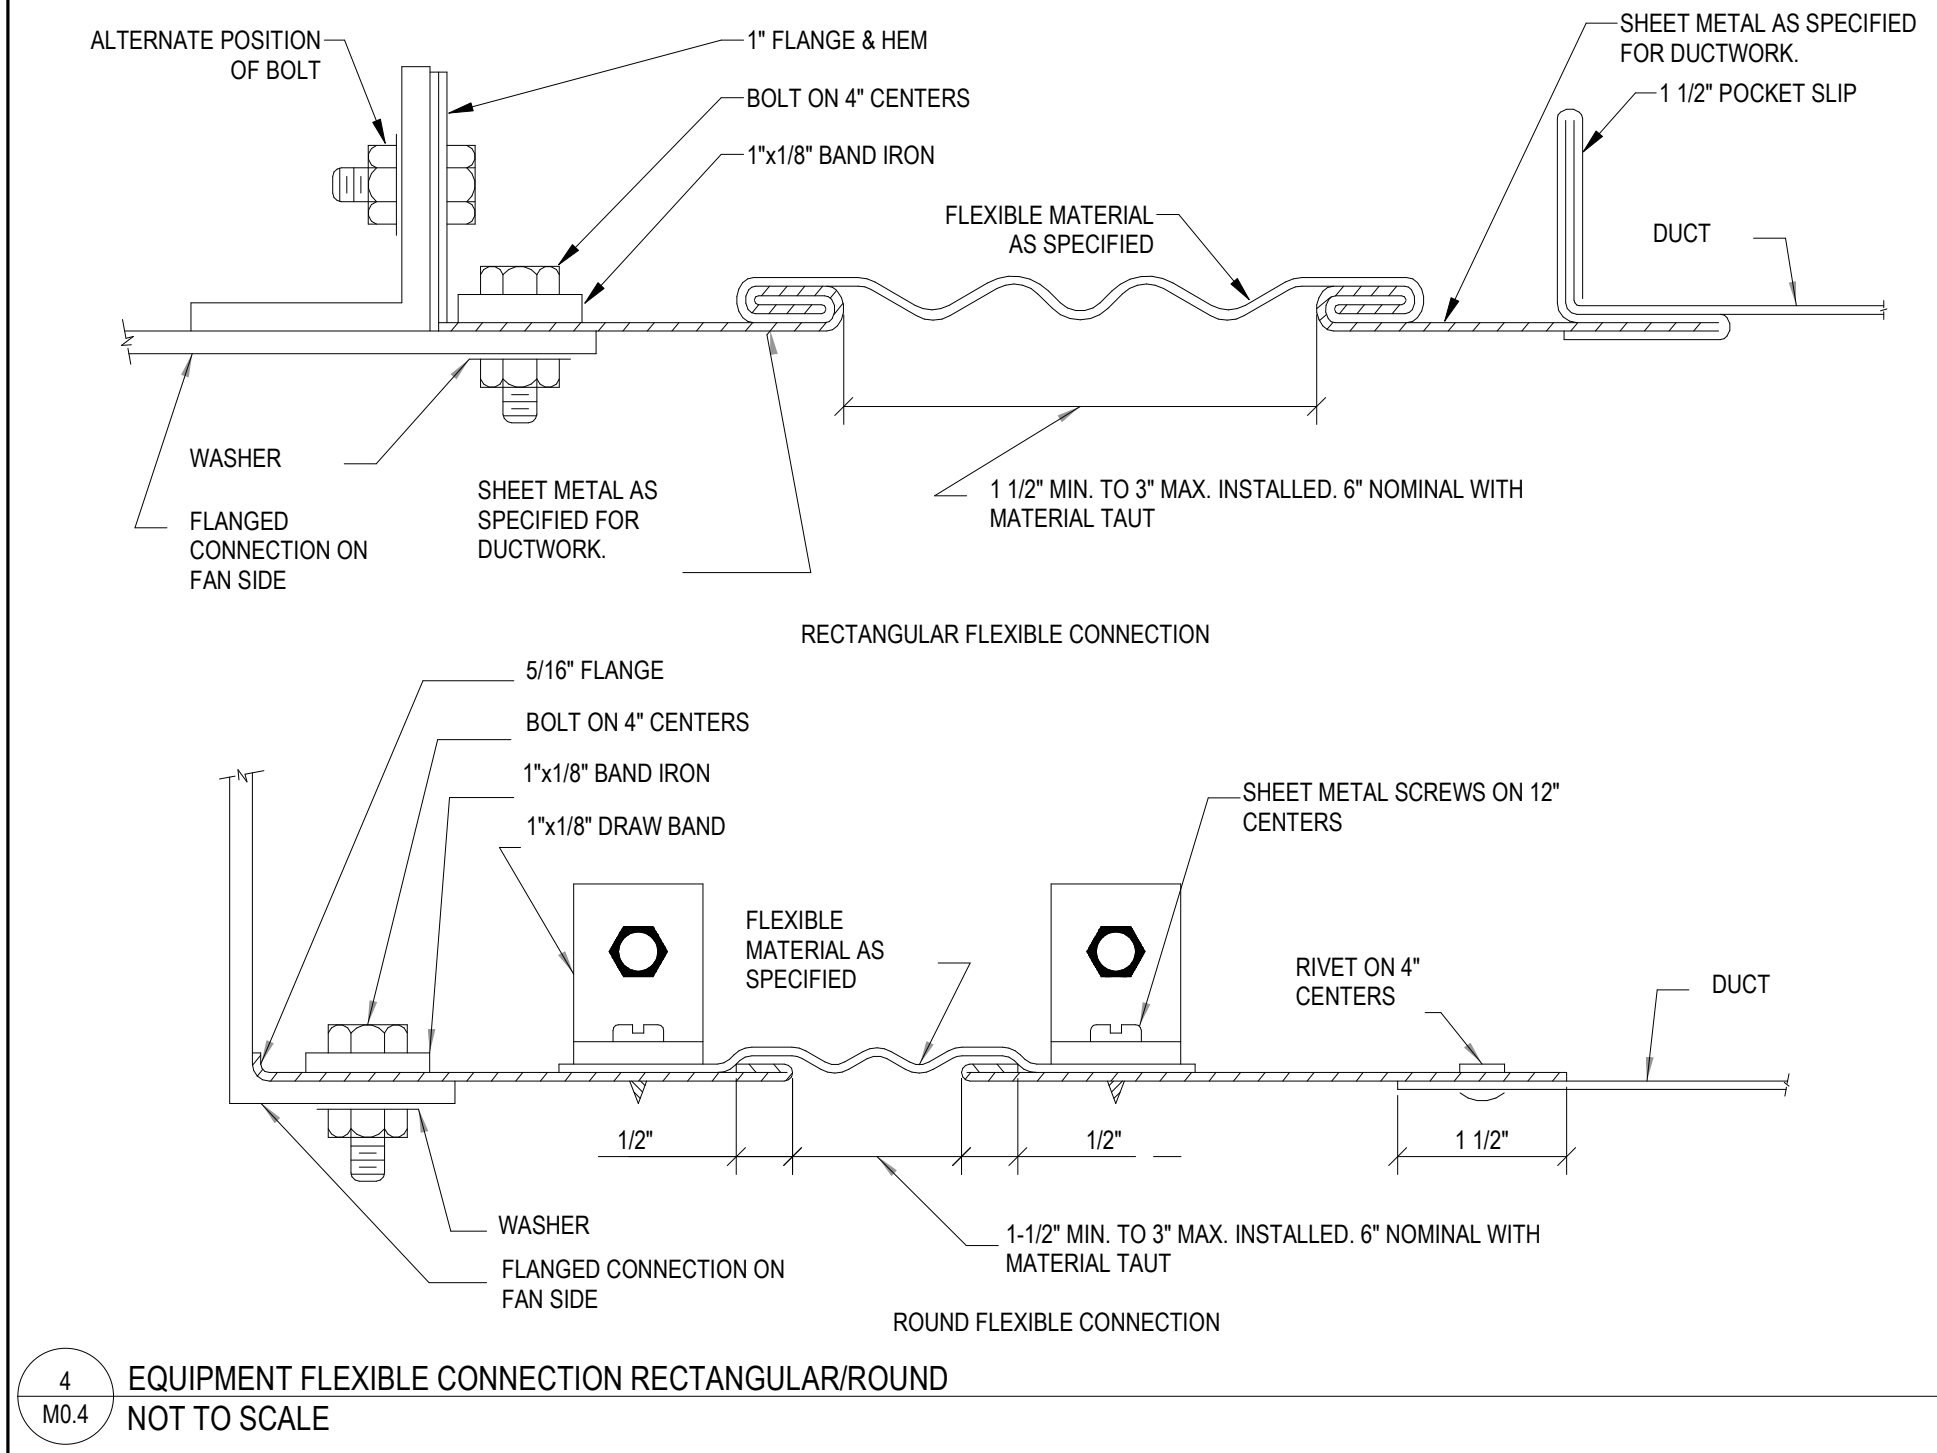 ALTERNATE POSITION
OF BOLT
1" FLANGE & HEM
BOLT ON 4" CENTERS
1"x1/8" BAND IRON
SHEET METAL AS SPECIFIED
FOR DUCTWORK.
1 1/2" POCKET SLIP
FLEXIBLE MATERIAL
AS SPECIFIED
DUCT
WASHER
FLANGED
CONNECTION ON
FAN SIDE
SHEET METAL AS
SPECIFIED FOR
DUCTWORK.
1 1/2" MIN. TO 3" MAX. INSTALLED. 6" NOMINAL WITH
MATERIAL TAUT
RECTANGULAR FLEXIBLE CONNECTION
5/16" FLANGE
BOLT ON 4" CENTERS
1"x1/8" BAND IRON
1"x1/8" DRAW BAND
SHEET METAL SCREWS ON 12"
CENTERS
FLEXIBLE
MATERIAL AS
SPECIFIED
RIVET ON 4"
CENTERS
DUCT
1/2"
1/2"
1 1/2"
WASHER
FLANGED CONNECTION ON
FAN SIDE
1-1/2" MIN. TO 3" MAX. INSTALLED. 6" NOMINAL WITH
MATERIAL TAUT
ROUND FLEXIBLE CONNECTION
4
M0.4
EQUIPMENT FLEXIBLE CONNECTION RECTANGULAR/ROUND
NOT TO SCALE